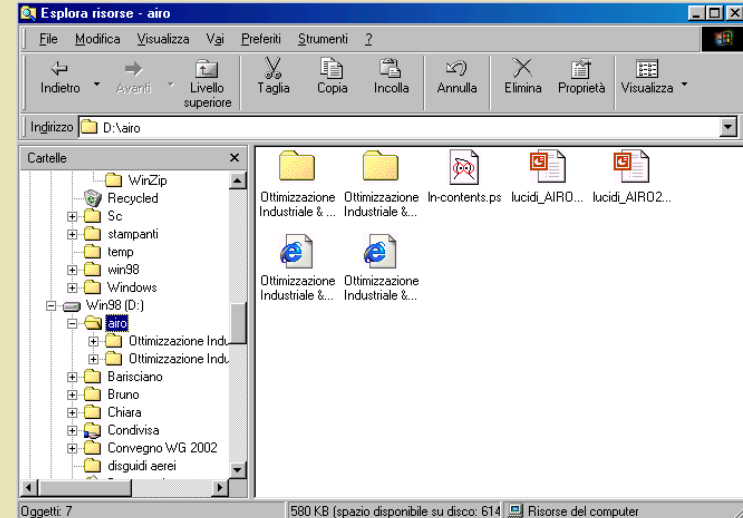 Esplora risorse - airo
File Modifica Visualizza Vai Preferiti Strumenti ?
Indietro Avanti Livello superiore Taglia Copia Incolla Annulla Elimina Proprietà Visualizza
Indirizzo D:\airo
Cartelle
WinZip
Recycled
Sc
stampanti
temp
win98
Windows
Win98 (D:)
airo
Ottimizzazione Indu
Ottimizzazione Indu
Barisciano
Bruno
Chiara
Condivisa
Convegno WG 2002
disguidi aerei
Ottimizzazione Industriale & ...
Ottimizzazione Industriale & ...
ln-contents.ps
lucidi_AIRO...
lucidi_AIRO2...
Ottimizzazione Industriale &...
Ottimizzazione Industriale &...
Oggetti: 7
580 KB (spazio disponibile su disco: 614
Risorse del computer